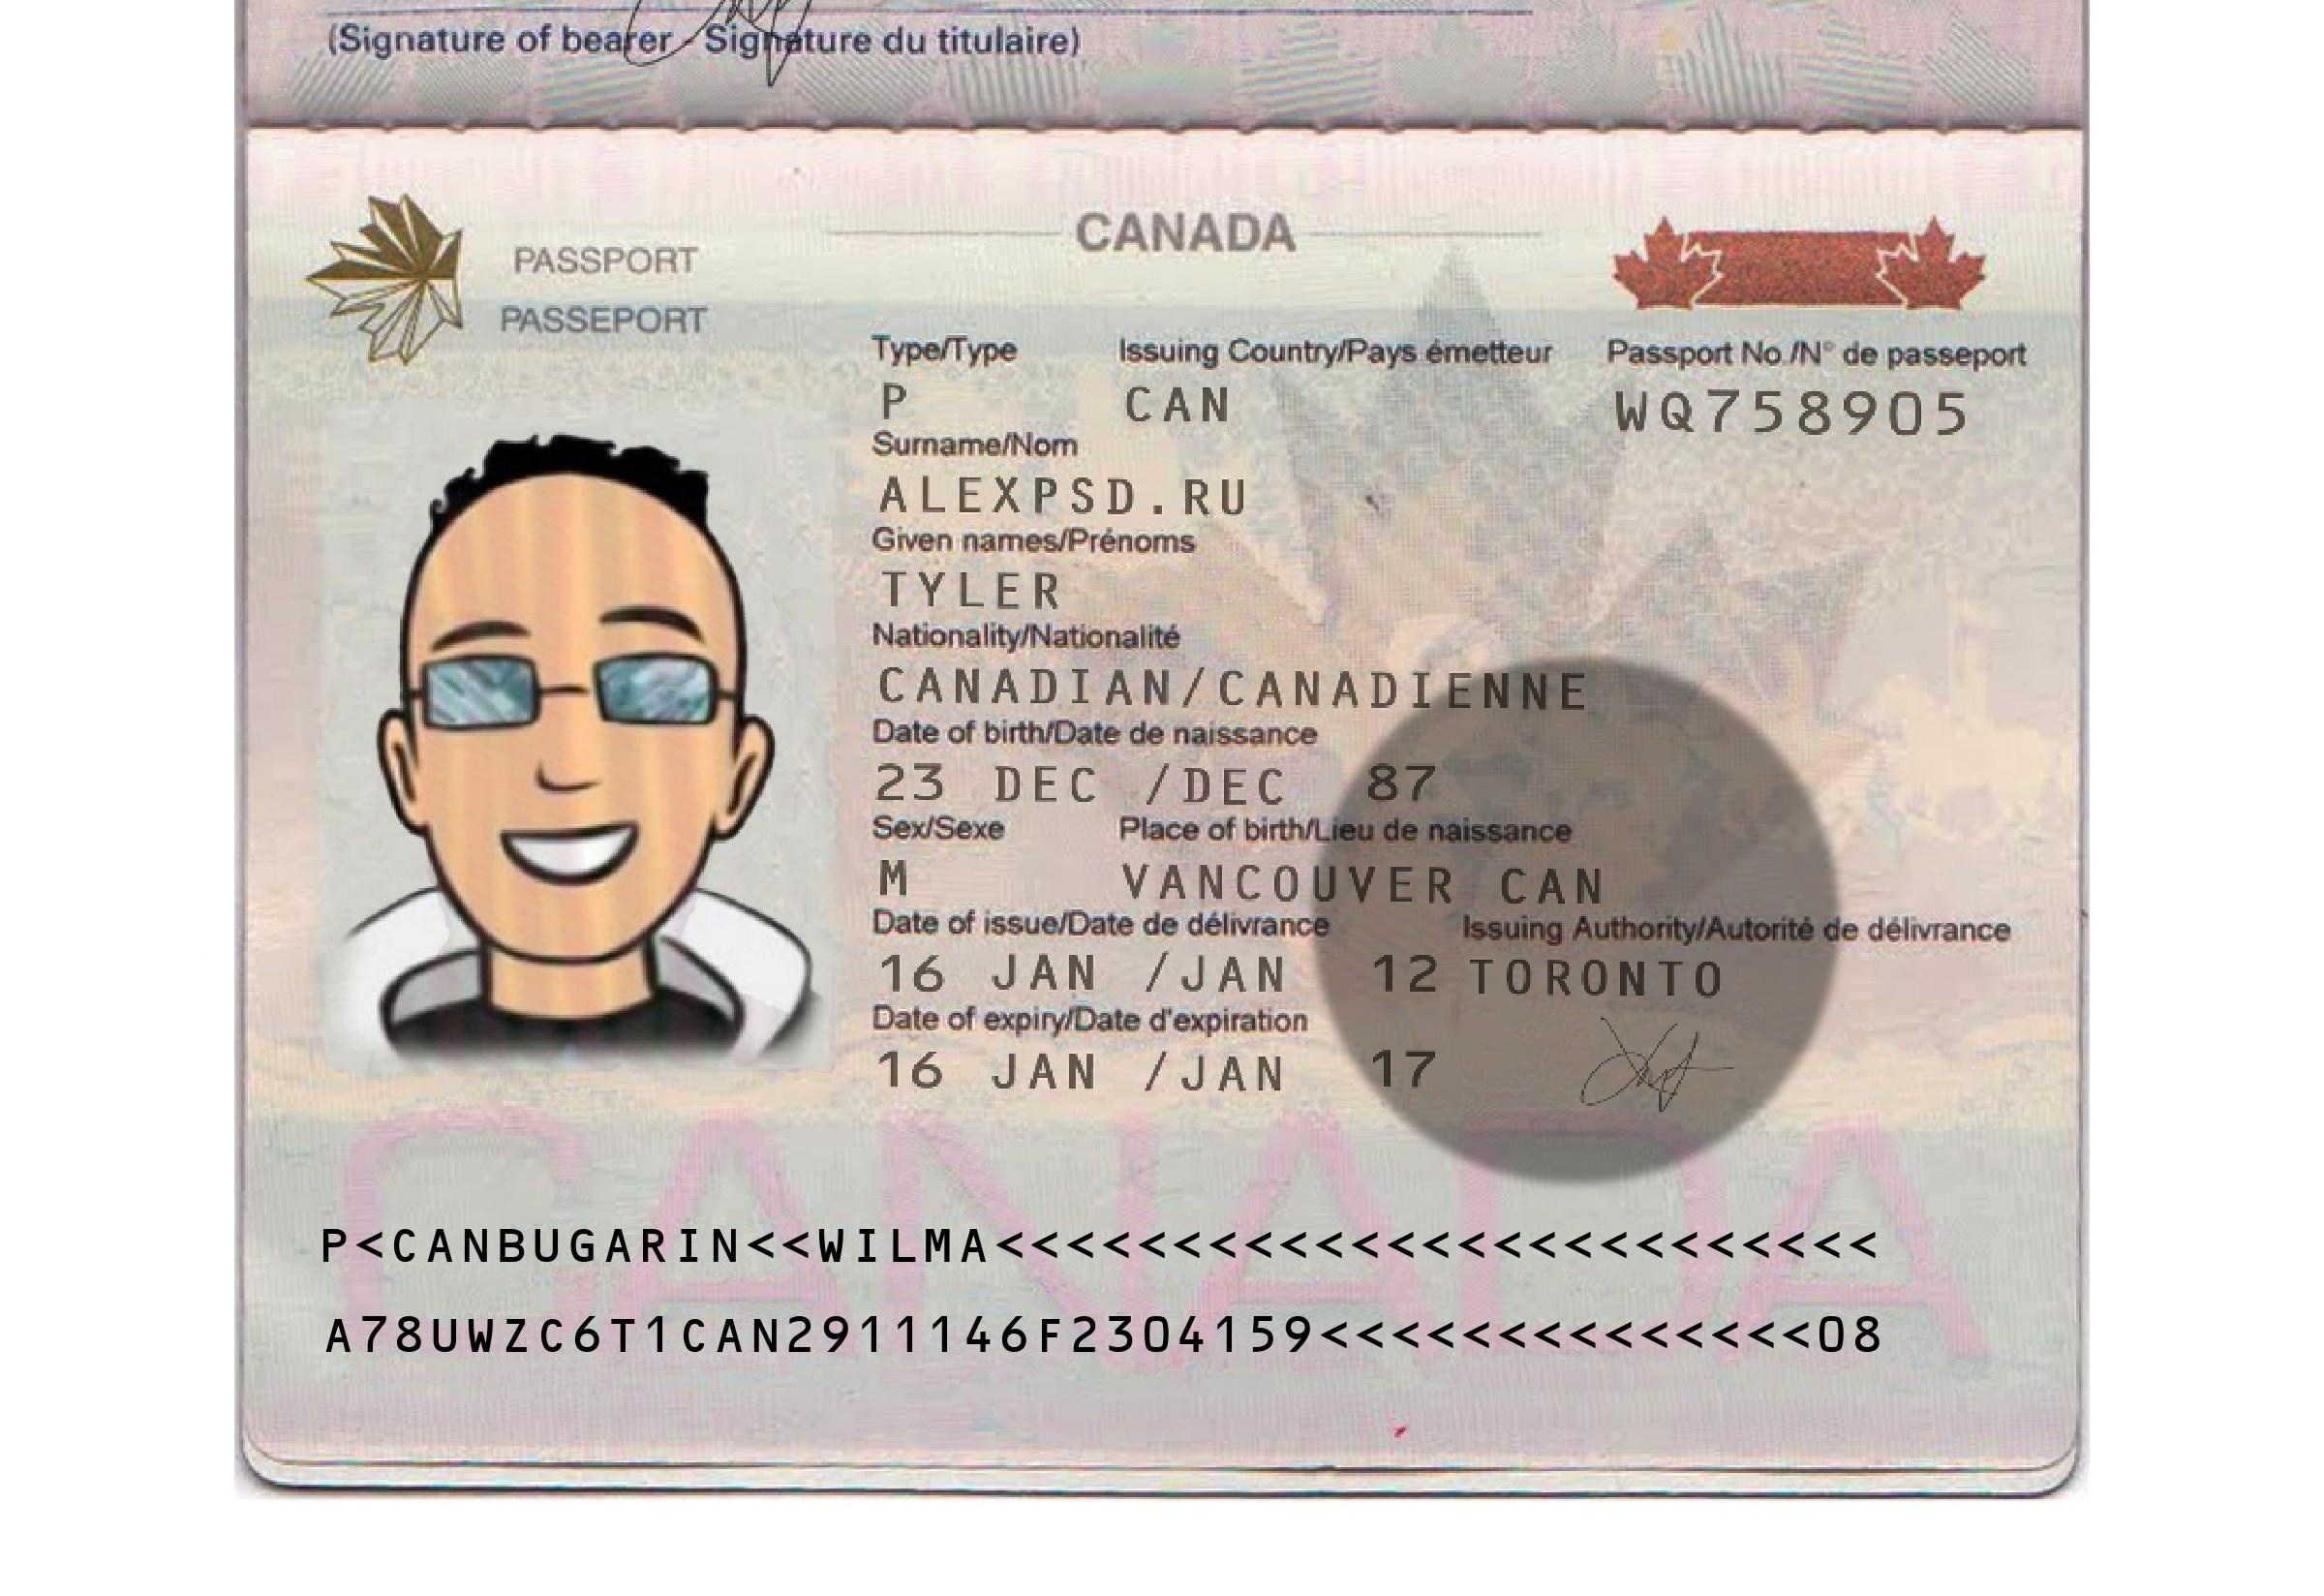 (Signature of bearer - Signature du titulaire)
CANADA
PASSPORT
PASSEPORT
Type/Type Issuing Country/Pays émetteur Passport No./N° de passeport
P CAN WQ758905
Surname/Nom
ALEXPSD.RU
Given names/Prénoms
TYLER
Nationality/Nationalité
CANADIAN/CANADIENNE
Date of birth/Date de naissance
23 DEC /DEC 87
Sex/Sexe Place of birth/Lieu de naissance
M VANCOUVER CAN
Date of issue/Date de délivrance Issuing Authority/Autorité de délivrance
16 JAN /JAN 12 TORONTO
Date of expiry/Date d'expiration
16 JAN /JAN 17
CANADA
P<CANBUGARIN<<WILMA<<<<<<<<<<<<<<<<<<<<<<<<<
A78UWZC6T1CAN2911146F2304159<<<<<<<<<<<<<<08